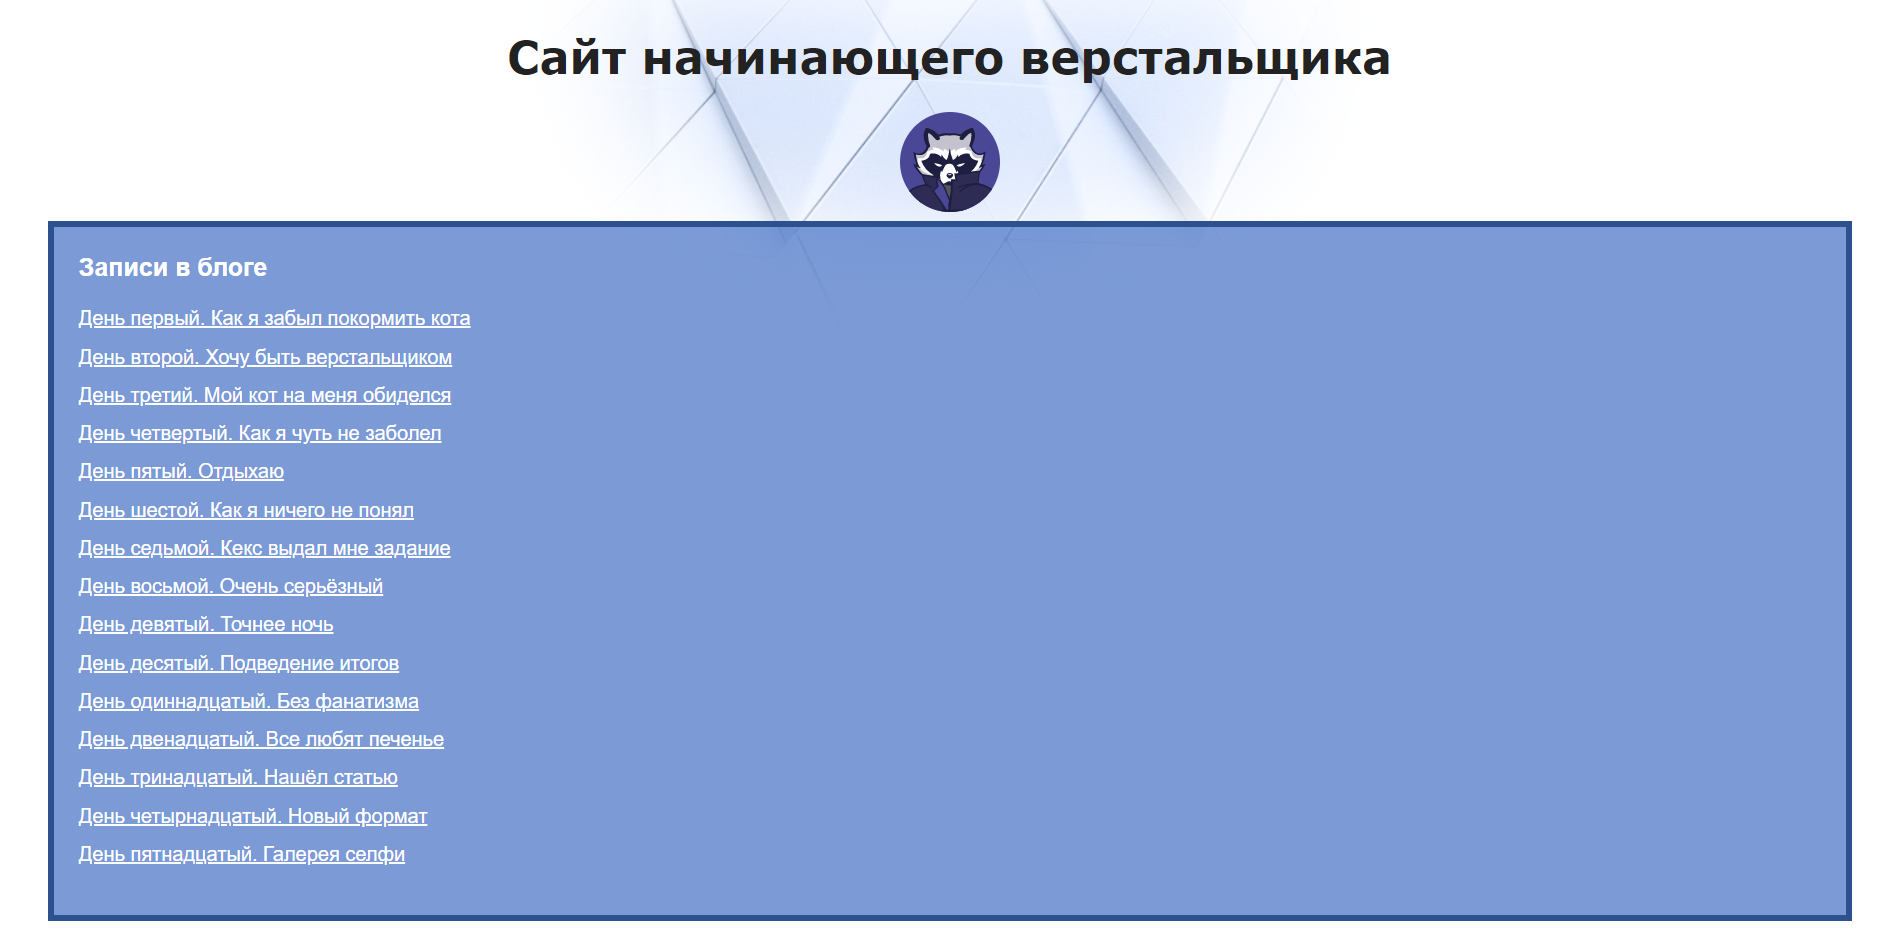 Сайт начинающего верстальщика
Записи в блоге
День первый. Как я забыл покормить кота
День второй. Хочу быть верстальщиком
День третий. Мой кот на меня обиделся
День четвертый. Как я чуть не заболел
День пятый. Отдыхаю
День шестой. Как я ничего не понял
День седьмой. Кекс выдал мне задание
День восьмой. Очень серьёзный
День девятый. Точнее ночь
День десятый. Подведение итогов
День одиннадцатый. Без фанатизма
День двенадцатый. Все любят печенье
День тринадцатый. Нашёл статью
День четырнадцатый. Новый формат
День пятнадцатый. Галерея селфи